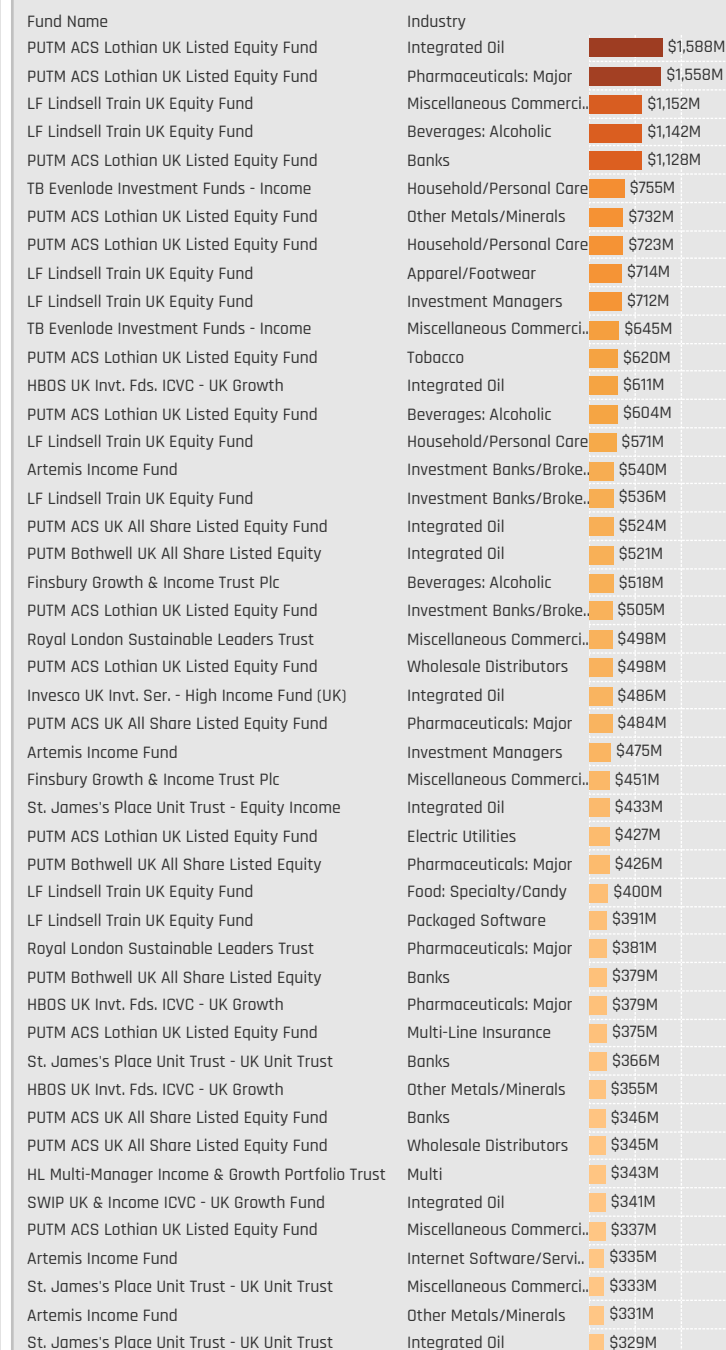 Fund Name Industry
PUTM ACS Lothian UK Listed Equity Fund Integrated Oil $1,588M
PUTM ACS Lothian UK Listed Equity Fund Pharmaceuticals: Major $1,558M
LF Lindsell Train UK Equity Fund Miscellaneous Commerci.. $1,152M
LF Lindsell Train UK Equity Fund Beverages: Alcoholic $1,142M
PUTM ACS Lothian UK Listed Equity Fund Banks $1,128M
TB Evenlode Investment Funds - Income Household/Personal Care $755M
PUTM ACS Lothian UK Listed Equity Fund Other Metals/Minerals $732M
PUTM ACS Lothian UK Listed Equity Fund Household/Personal Care $723M
LF Lindsell Train UK Equity Fund Apparel/Footwear $714M
LF Lindsell Train UK Equity Fund Investment Managers $712M
TB Evenlode Investment Funds - Income Miscellaneous Commerci.. $645M
PUTM ACS Lothian UK Listed Equity Fund Tobacco $620M
HBOS UK Invt. Fds. ICVC - UK Growth Integrated Oil $611M
PUTM ACS Lothian UK Listed Equity Fund Beverages: Alcoholic $604M
LF Lindsell Train UK Equity Fund Household/Personal Care $571M
Artemis Income Fund Investment Banks/Broke.. $540M
LF Lindsell Train UK Equity Fund Investment Banks/Broke.. $536M
PUTM ACS UK All Share Listed Equity Fund Integrated Oil $524M
PUTM Bothwell UK All Share Listed Equity Integrated Oil $521M
Finsbury Growth & Income Trust Plc Beverages: Alcoholic $518M
PUTM ACS Lothian UK Listed Equity Fund Investment Banks/Broke.. $505M
Royal London Sustainable Leaders Trust Miscellaneous Commerci.. $498M
PUTM ACS Lothian UK Listed Equity Fund Wholesale Distributors $498M
Invesco UK Invt. Ser. - High Income Fund (UK) Integrated Oil $486M
PUTM ACS UK All Share Listed Equity Fund Pharmaceuticals: Major $484M
Artemis Income Fund Investment Managers $475M
Finsbury Growth & Income Trust Plc Miscellaneous Commerci.. $451M
St. James's Place Unit Trust - Equity Income Integrated Oil $433M
PUTM ACS Lothian UK Listed Equity Fund Electric Utilities $427M
PUTM Bothwell UK All Share Listed Equity Pharmaceuticals: Major $426M
LF Lindsell Train UK Equity Fund Food: Specialty/Candy $400M
LF Lindsell Train UK Equity Fund Packaged Software $391M
Royal London Sustainable Leaders Trust Pharmaceuticals: Major $381M
PUTM Bothwell UK All Share Listed Equity Banks $379M
HBOS UK Invt. Fds. ICVC - UK Growth Pharmaceuticals: Major $379M
PUTM ACS Lothian UK Listed Equity Fund Multi-Line Insurance $375M
St. James's Place Unit Trust - UK Unit Trust Banks $366M
HBOS UK Invt. Fds. ICVC - UK Growth Other Metals/Minerals $355M
PUTM ACS UK All Share Listed Equity Fund Banks $346M
PUTM ACS UK All Share Listed Equity Fund Wholesale Distributors $345M
HL Multi-Manager Income & Growth Portfolio Trust Multi $343M
SWIP UK & Income ICVC - UK Growth Fund Integrated Oil $341M
PUTM ACS Lothian UK Listed Equity Fund Miscellaneous Commerci.. $337M
Artemis Income Fund Internet Software/Servi.. $335M
St. James's Place Unit Trust - UK Unit Trust Miscellaneous Commerci.. $333M
Artemis Income Fund Other Metals/Minerals $331M
St. James's Place Unit Trust - UK Unit Trust Integrated Oil $329M